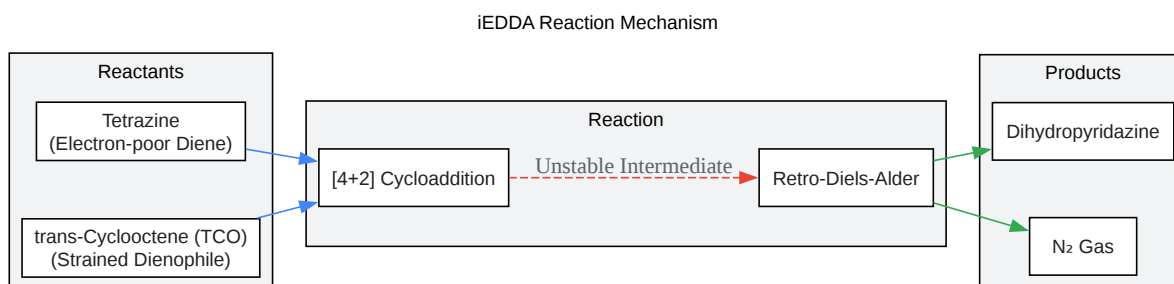 iEDDA Reaction Mechanism
Reactants
Tetrazine
(Electron-poor Diene)
trans-Cyclooctene (TCO)
(Strained Dienophile)
Reaction
[4+2] Cycloaddition
Unstable Intermediate
Retro-Diels-Alder
Products
Dihydropyridazine
N₂ Gas